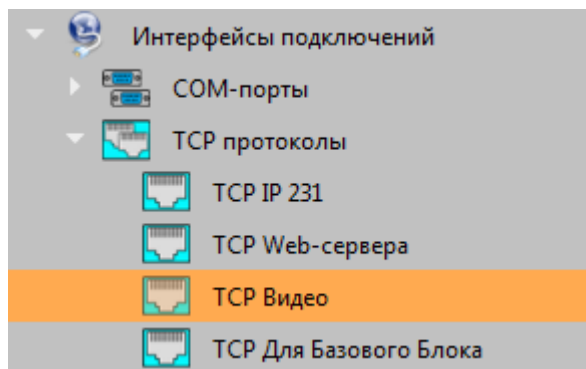 Интерфейсы подключений
COM-порты
TCP протоколы
TCP IP 231
TCP Web-сервера
TCP Видео
TCP Для Базового Блока